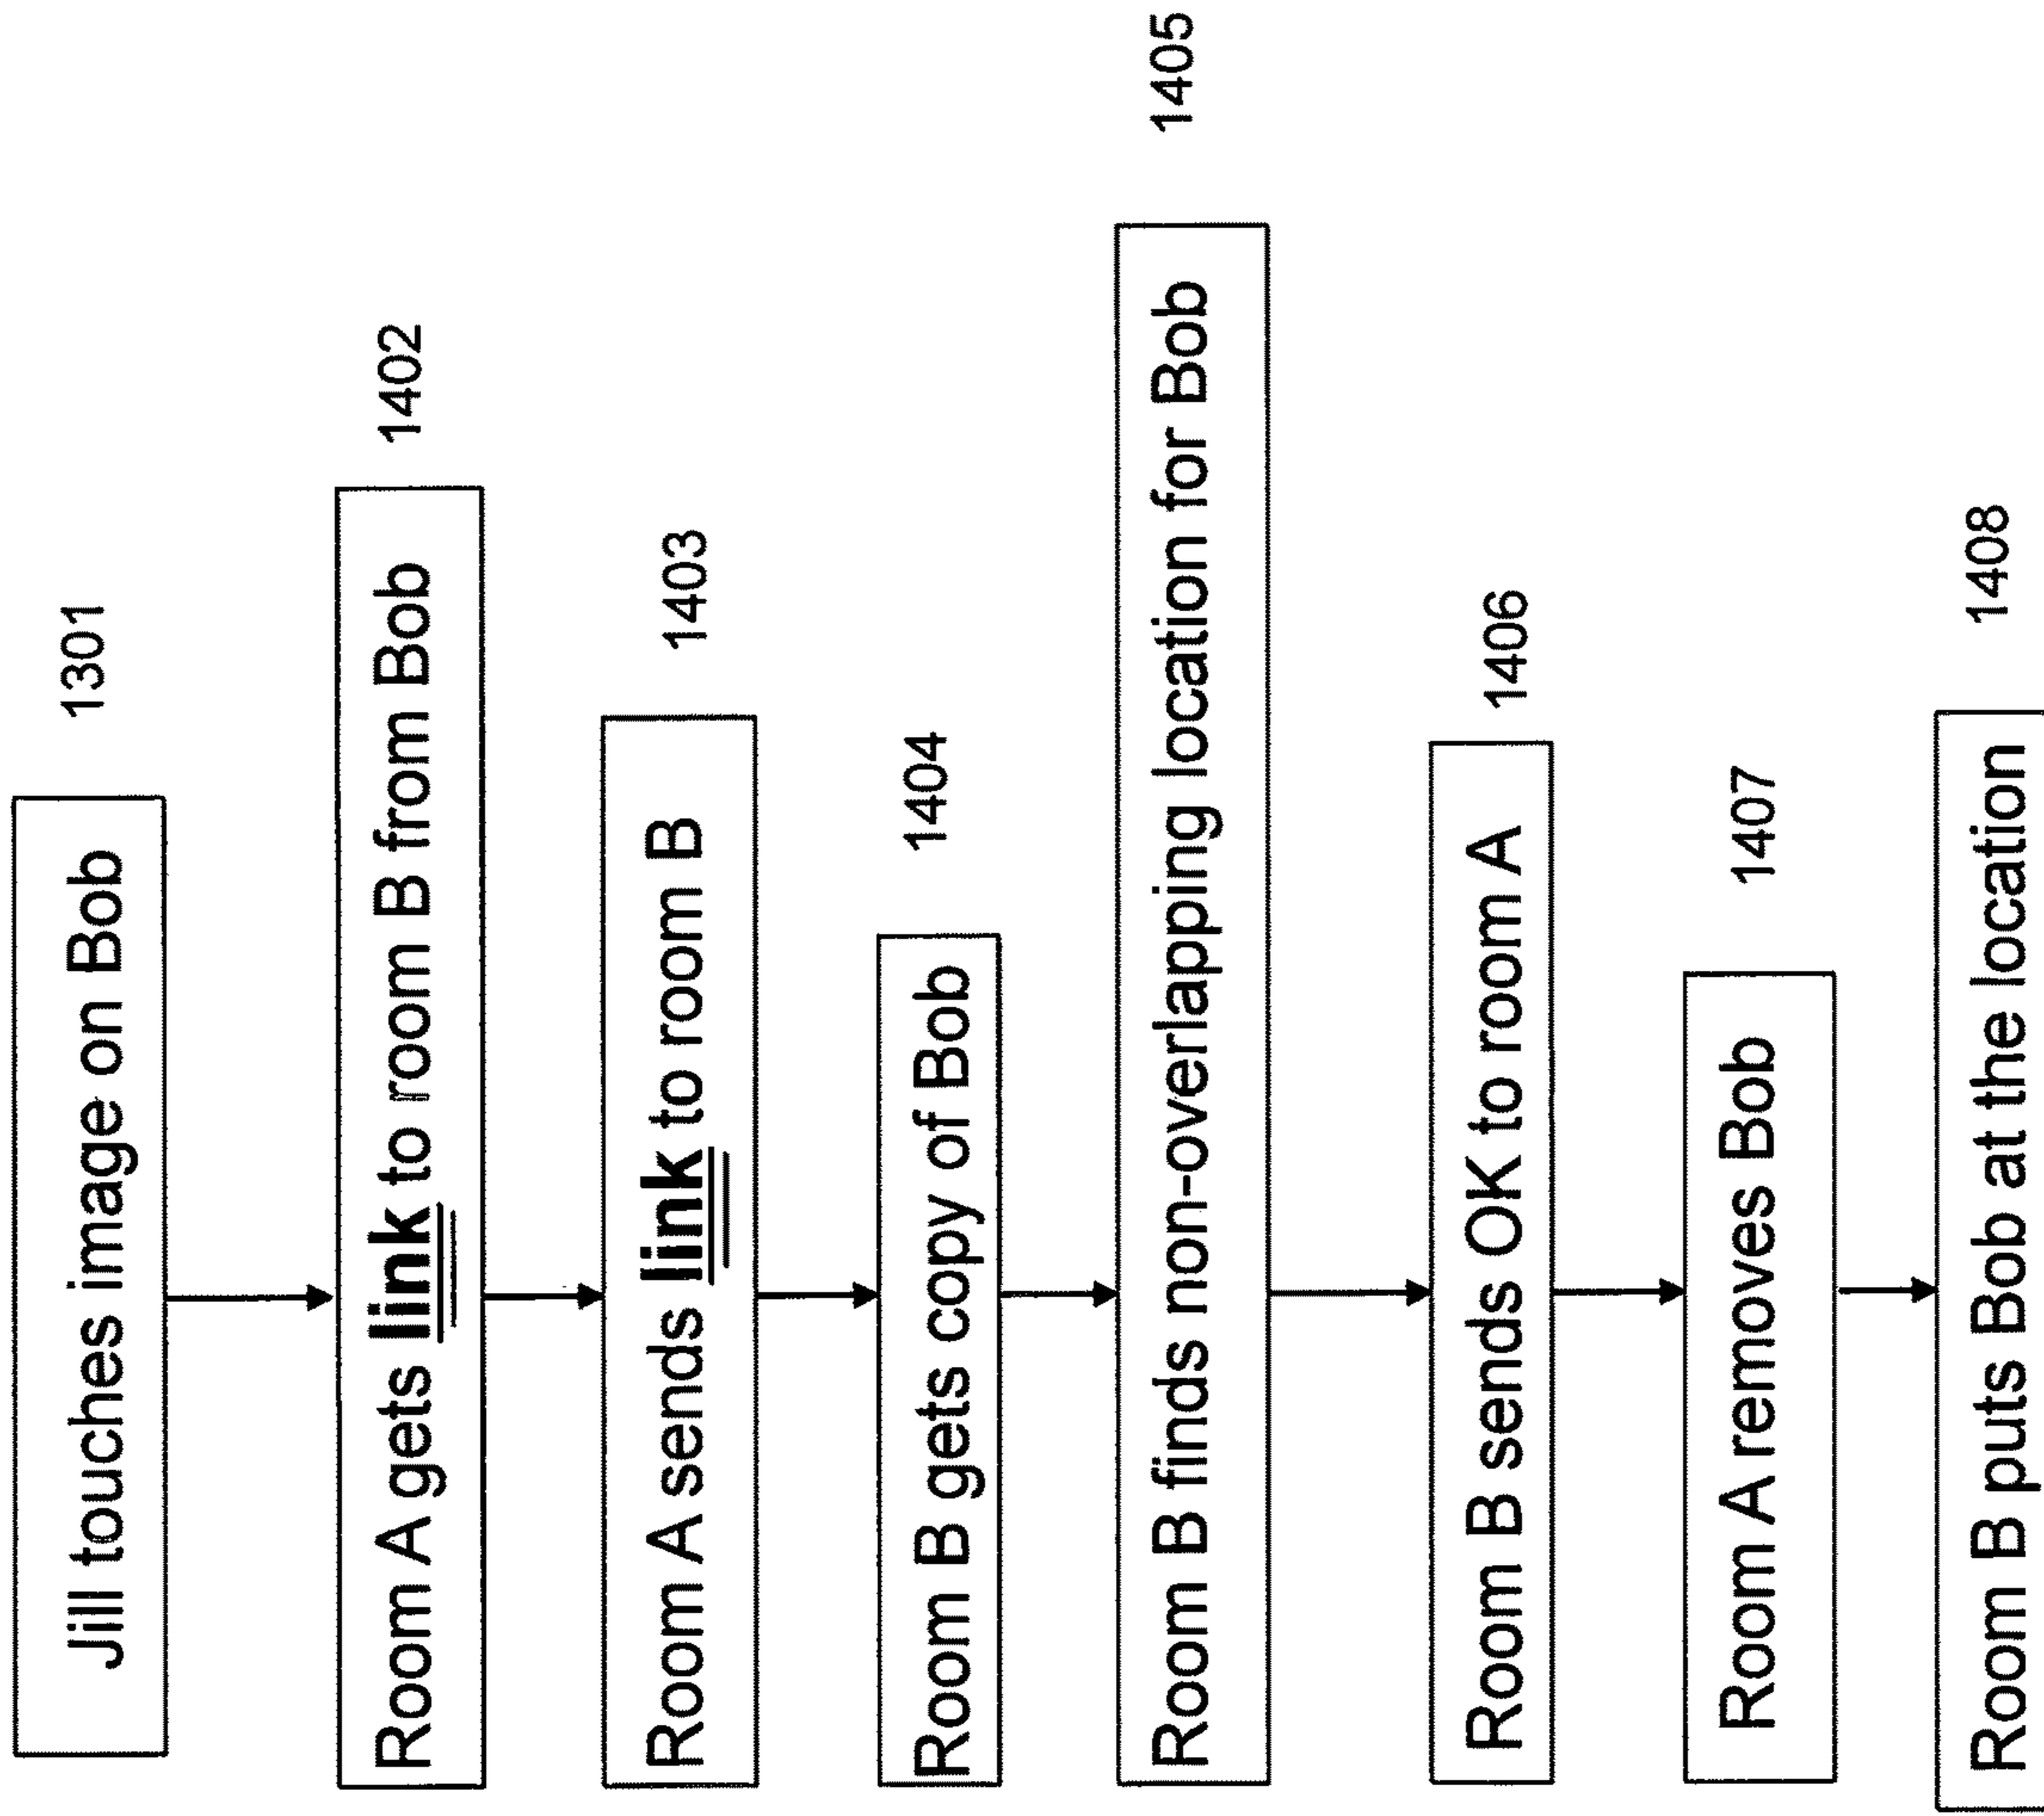 Jill touches image on Bob
1301
Room A gets link to room B from Bob
1402
Room A sends link to room B
1403
Room B gets copy of Bob
1404
Room B finds non-overlapping location for Bob
1405
Room B sends OK to room A
1406
Room A removes Bob
1407
Room B puts Bob at the location
1408